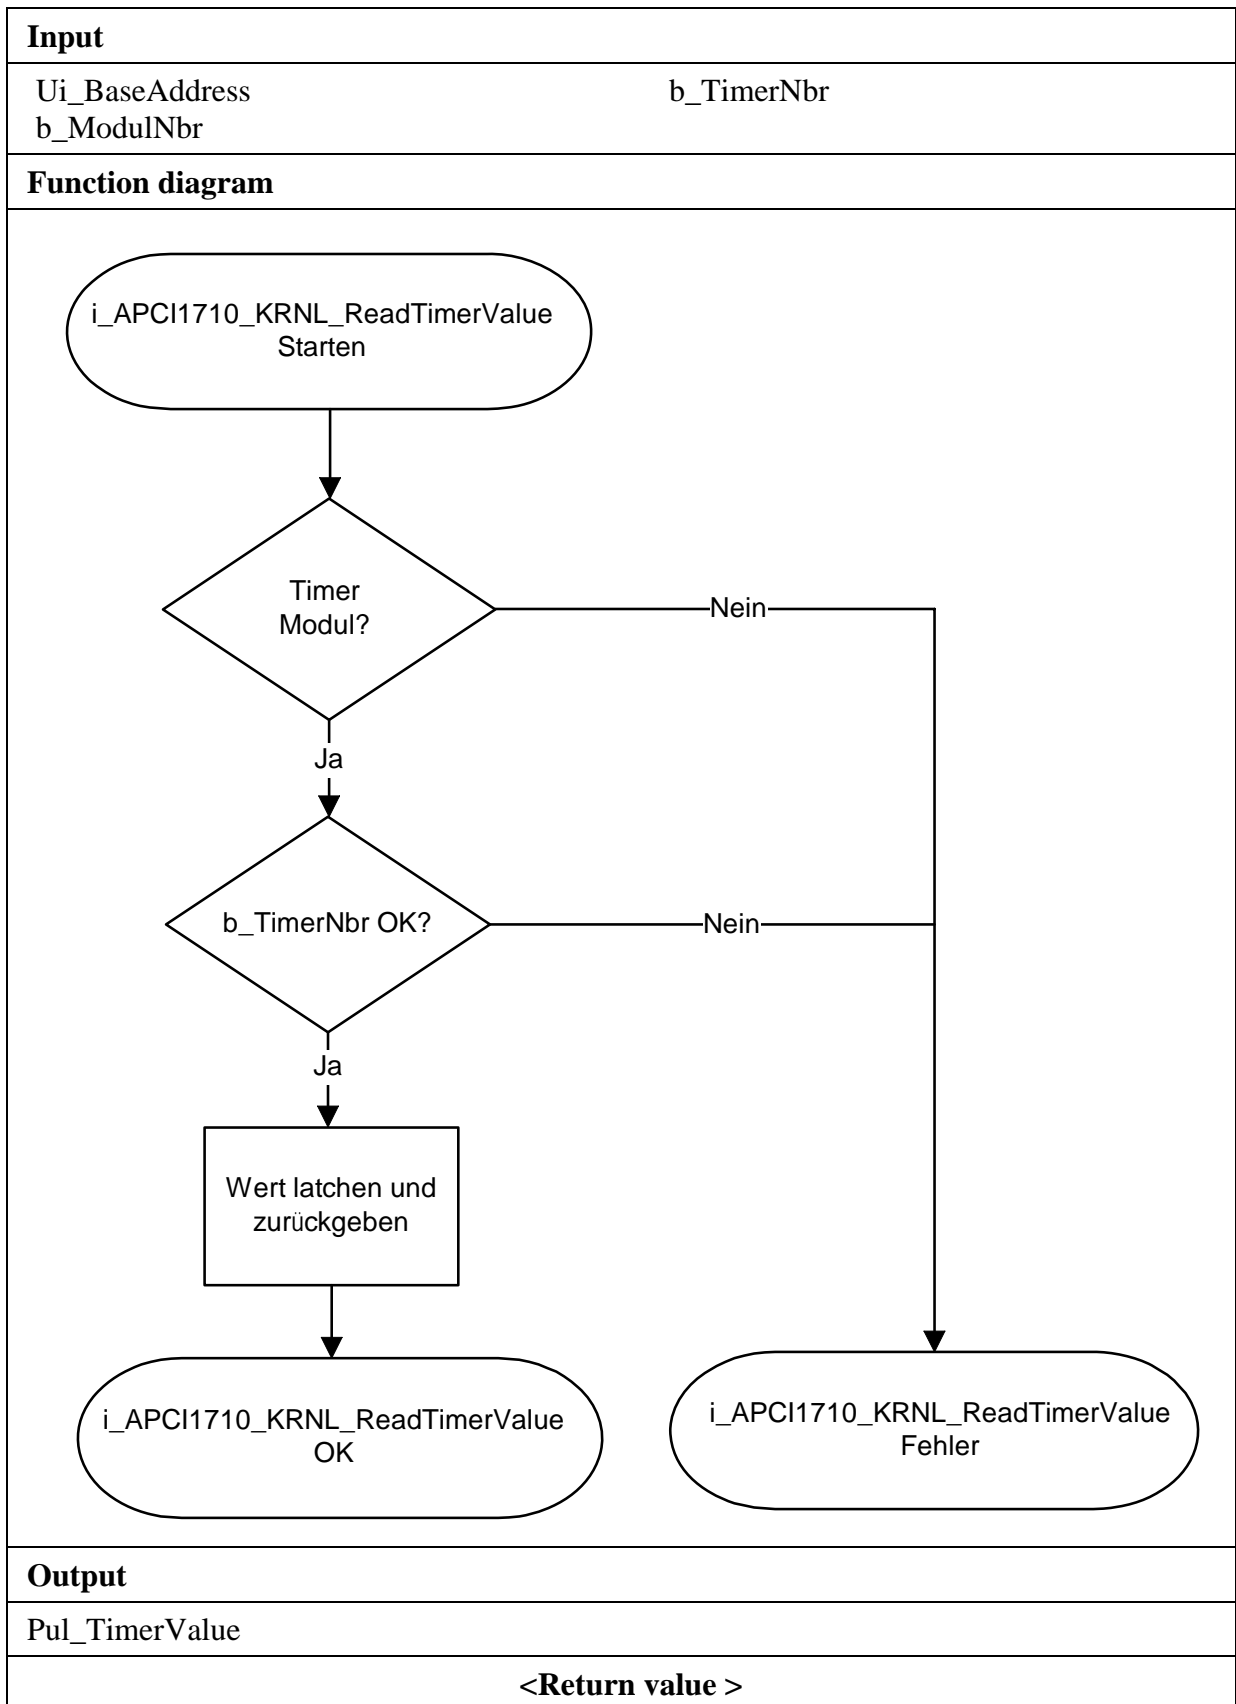 Input
Ui_BaseAddress b_TimerNbr
b_ModulNbr
Function diagram
i_APCI1710_KRNL_ReadTimerValue
Starten
Timer
Modul?
Nein
Ja
b_TimerNbr OK?
Nein
Ja
Wert latchen und
zurückgeben
i_APCI1710_KRNL_ReadTimerValue
OK
i_APCI1710_KRNL_ReadTimerValue
Fehler
Output
Pul_TimerValue
<Return value >